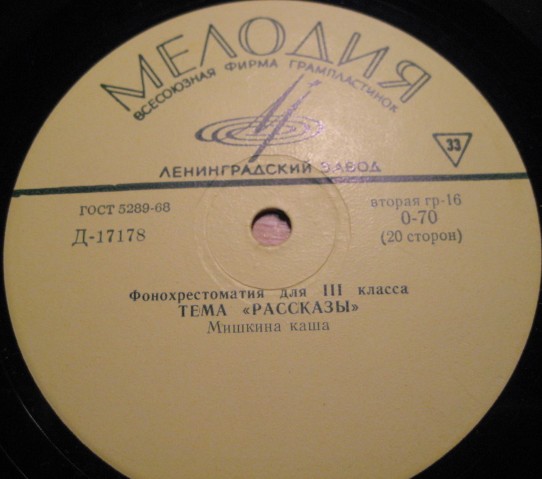 МЕЛОДИЯ
ВСЕСОЮЗНАЯ ФИРМА ГРАМПЛАСТИНОК
33
ЛЕНИНГРАДСКИЙ ЗАВОД
ГОСТ 5289-68
Д-17178
вторая гр-16
0-70
(20 сторон)
Фонохрестоматия для III класса
ТЕМА «РАССКАЗЫ»
Мишкина каша